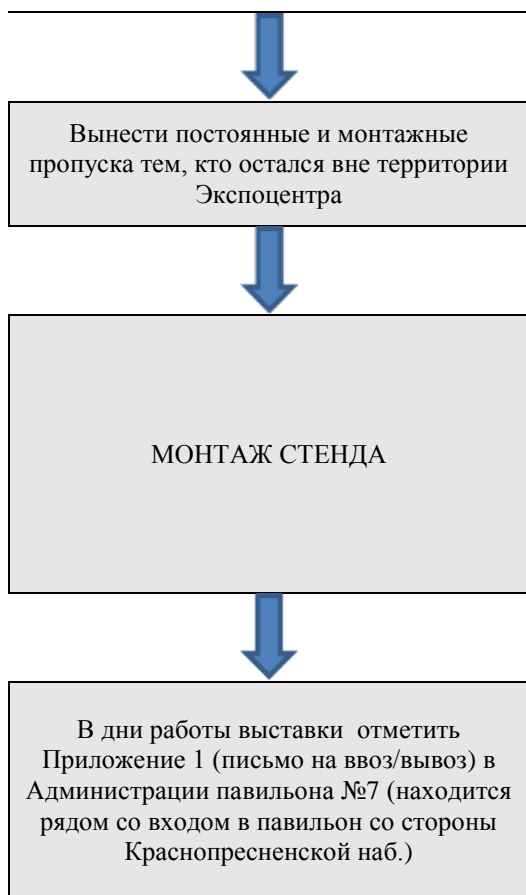 Вынести постоянные и монтажные
пропуска тем, кто остался вне территории
Экспоцентра
МОНТАЖ СТЕНДА
В дни работы выставки отметить
Приложение 1 (письмо на ввоз/вывоз) в
Администрации павильона №7 (находится
рядом со входом в павильон со стороны
Краснопресненской наб.)